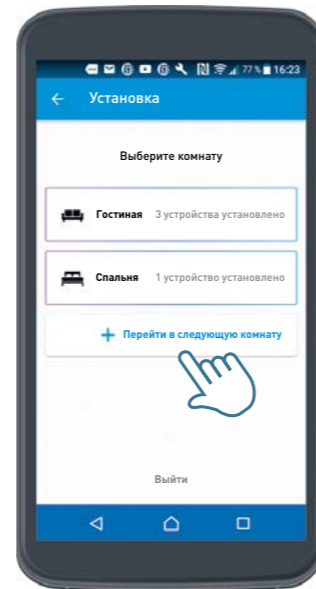 77% 16:23
Установка
Выберите комнату
Гостиная 3 устройства установлено
Спальня 1 устройство установлено
+ Перейти в следующую комнату
Выйти